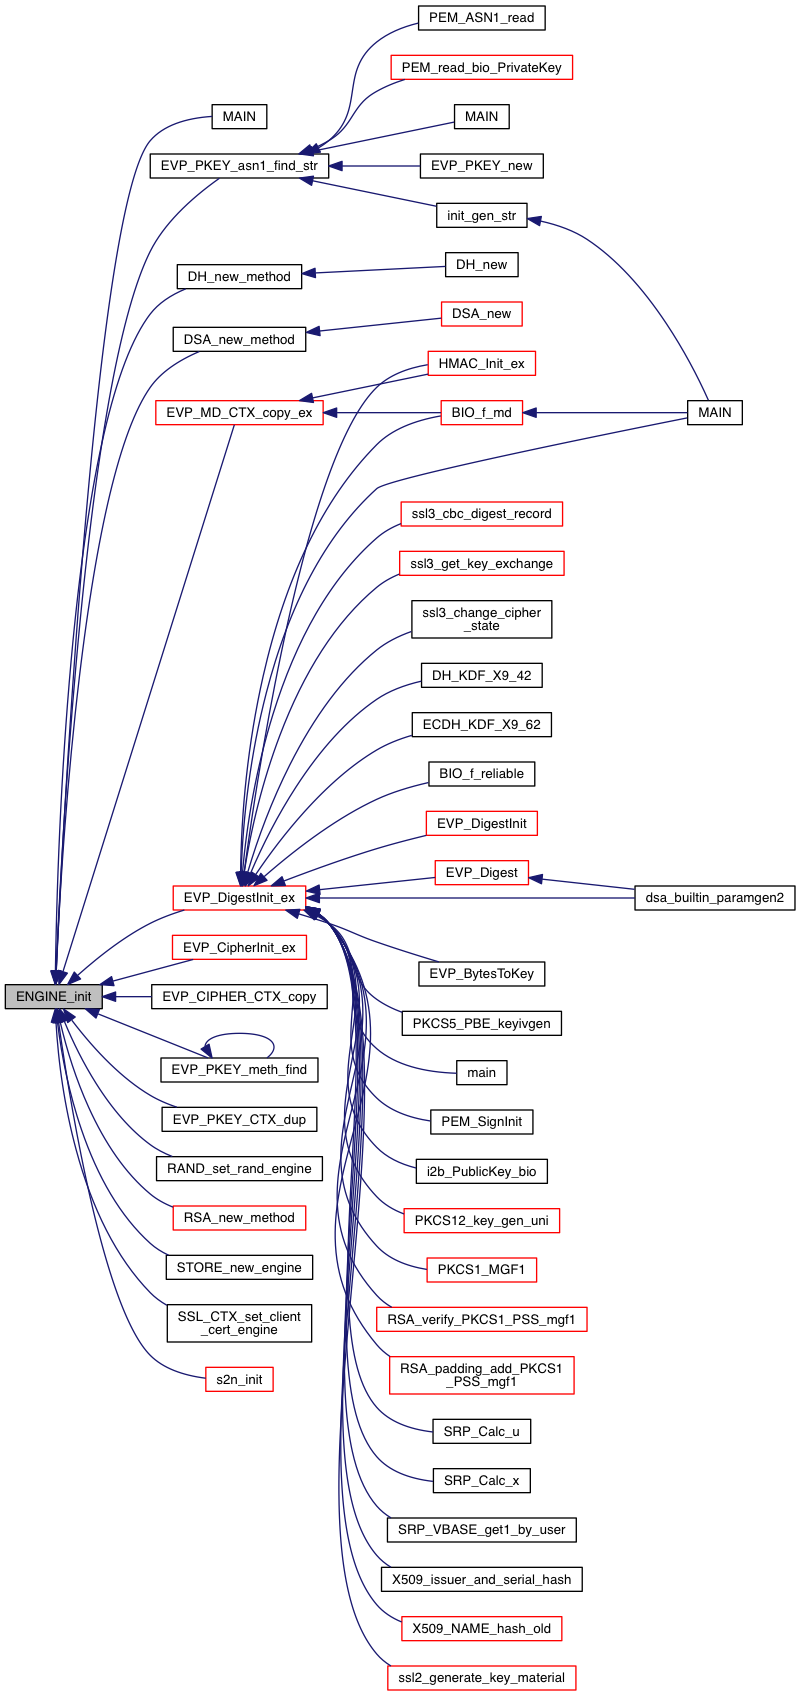 PEM_ASN1_read
PEM_read_bio_PrivateKey
MAIN
MAIN
EVP_PKEY_asn1_find_str
EVP_PKEY_new
init_gen_str
DH_new_method
DH_new
DSA_new_method
DSA_new
HMAC_Init_ex
EVP_MD_CTX_copy_ex
BIO_f_md
MAIN
ssl3_cbc_digest_record
ssl3_get_key_exchange
ssl3_change_cipher
_state
DH_KDF_X9_42
ECDH_KDF_X9_62
BIO_f_reliable
EVP_DigestInit
EVP_Digest
EVP_DigestInit_ex
dsa_builtin_paramgen2
EVP_CipherInit_ex
EVP_BytesToKey
ENGINE_init
EVP_CIPHER_CTX_copy
PKCS5_PBE_keyivgen
EVP_PKEY_meth_find
main
EVP_PKEY_CTX_dup
PEM_SignInit
RAND_set_rand_engine
i2b_PublicKey_bio
RSA_new_method
PKCS12_key_gen_uni
STORE_new_engine
PKCS1_MGF1
SSL_CTX_set_client
_cert_engine
RSA_verify_PKCS1_PSS_mgf1
s2n_init
RSA_padding_add_PKCS1
_PSS_mgf1
SRP_Calc_u
SRP_Calc_x
SRP_VBASE_get1_by_user
X509_issuer_and_serial_hash
X509_NAME_hash_old
ssl2_generate_key_material